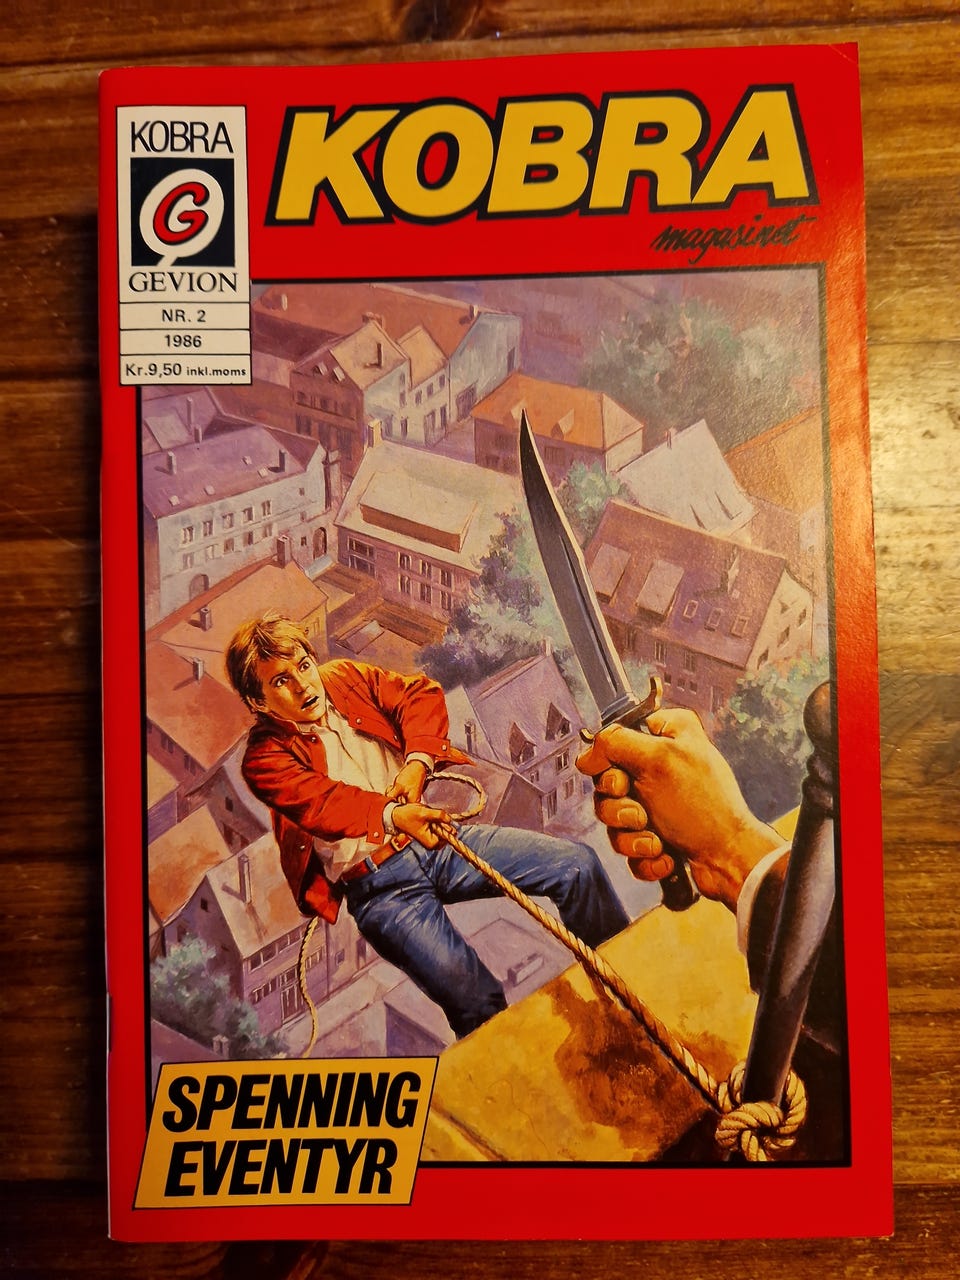 KOBRA
G
GEVION
NR. 2
1986
Kr.9,50 inkl.moms
KOBRA
magasinet
SPENNING
EVENTYR